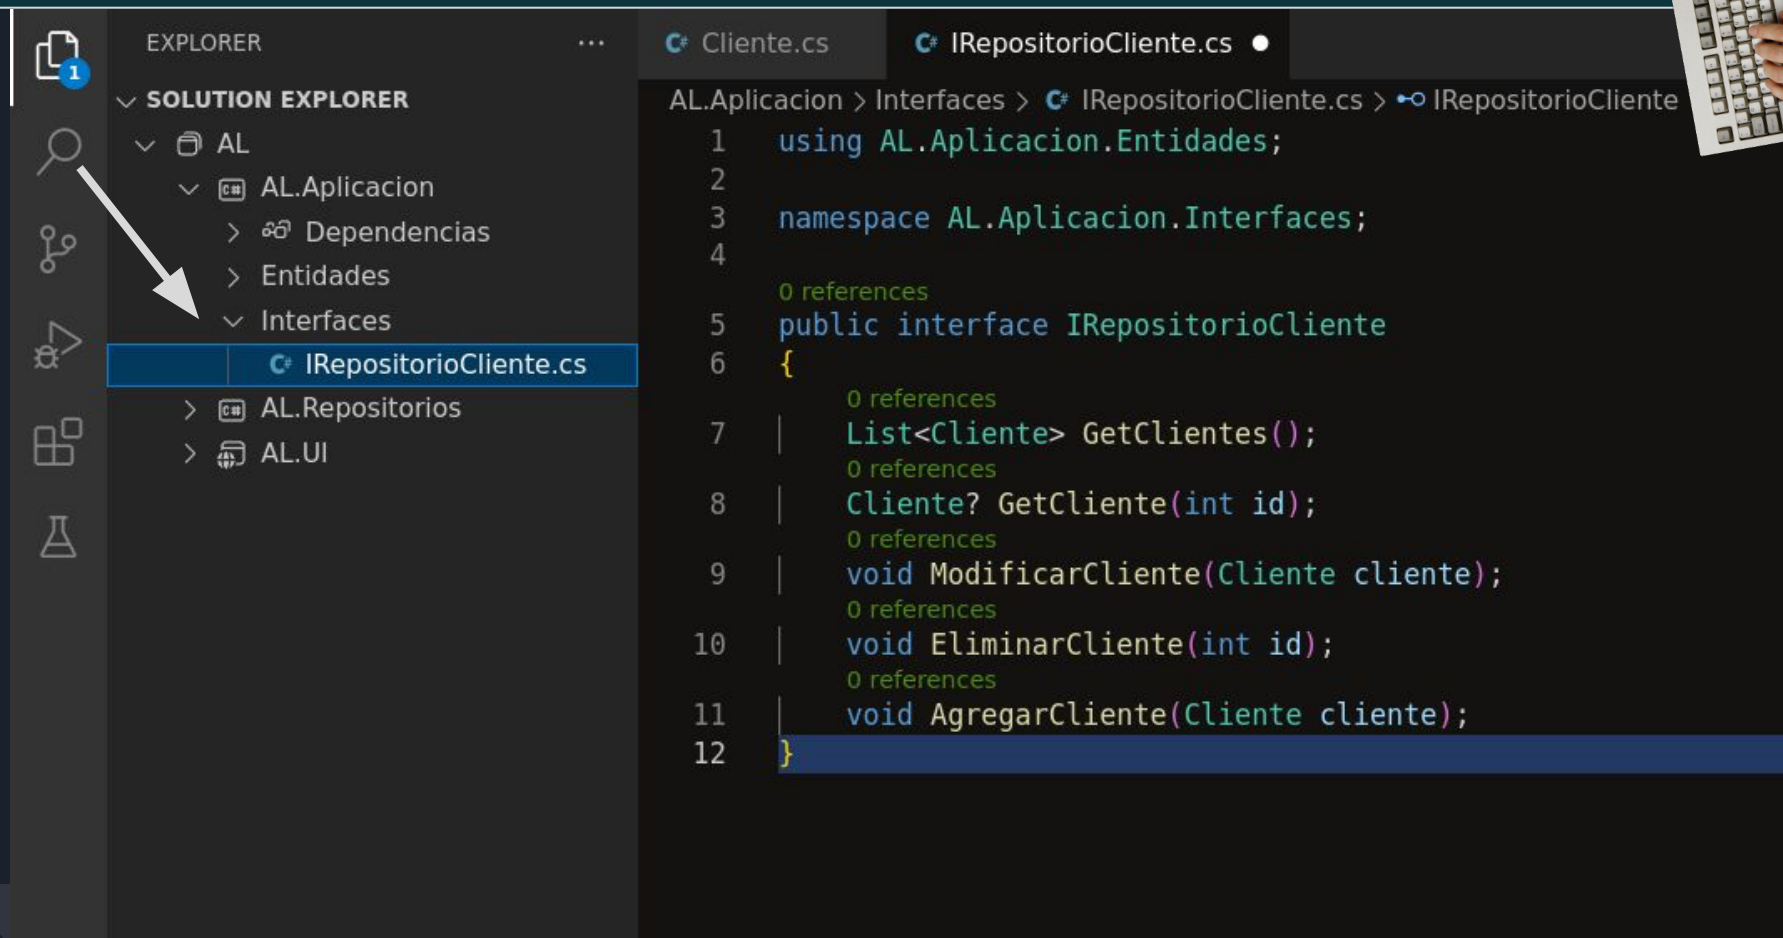 EXPLORER ...
SOLUTION EXPLORER
AL
AL.Aplicacion
Dependencias
Entidades
Interfaces
C# IRepositorioCliente.cs
AL.Repositorios
AL.UI
1
C# Cliente.cs C# IRepositorioCliente.cs ●
AL.Aplicacion > Interfaces > C# IRepositorioCliente.cs > IRepositorioCliente
1 using AL.Aplicacion.Entidades;
2
3 namespace AL.Aplicacion.Interfaces;
4
0 references
5 public interface IRepositorioCliente
6 {
0 references
7 List<Cliente> GetClientes();
0 references
8 Cliente? GetCliente(int id);
0 references
9 void ModificarCliente(Cliente cliente);
0 references
10 void EliminarCliente(int id);
0 references
11 void AgregarCliente(Cliente cliente);
12 }